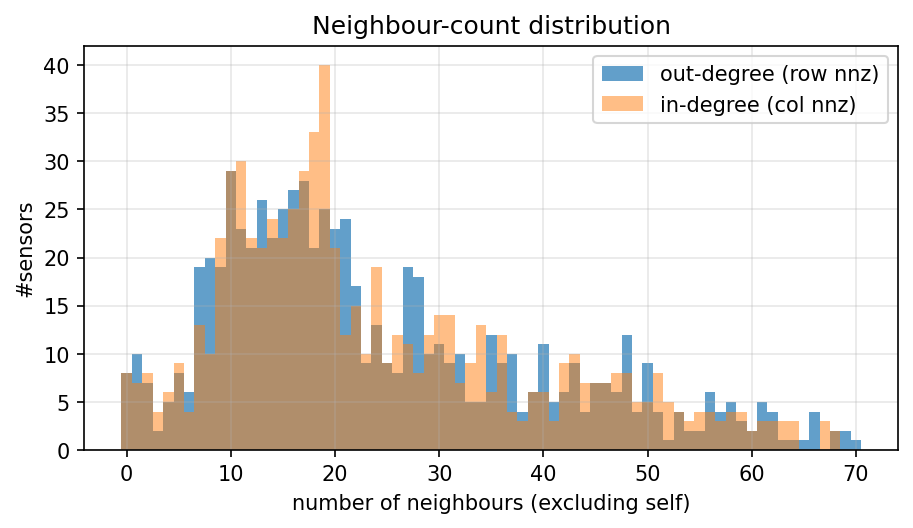 Neighbour-count distribution
out-degree (row nnz)
in-degree (col nnz)
40
35
30
25
20
15
10
5
0
#sensors
0 10 20 30 40 50 60 70
number of neighbours (excluding self)